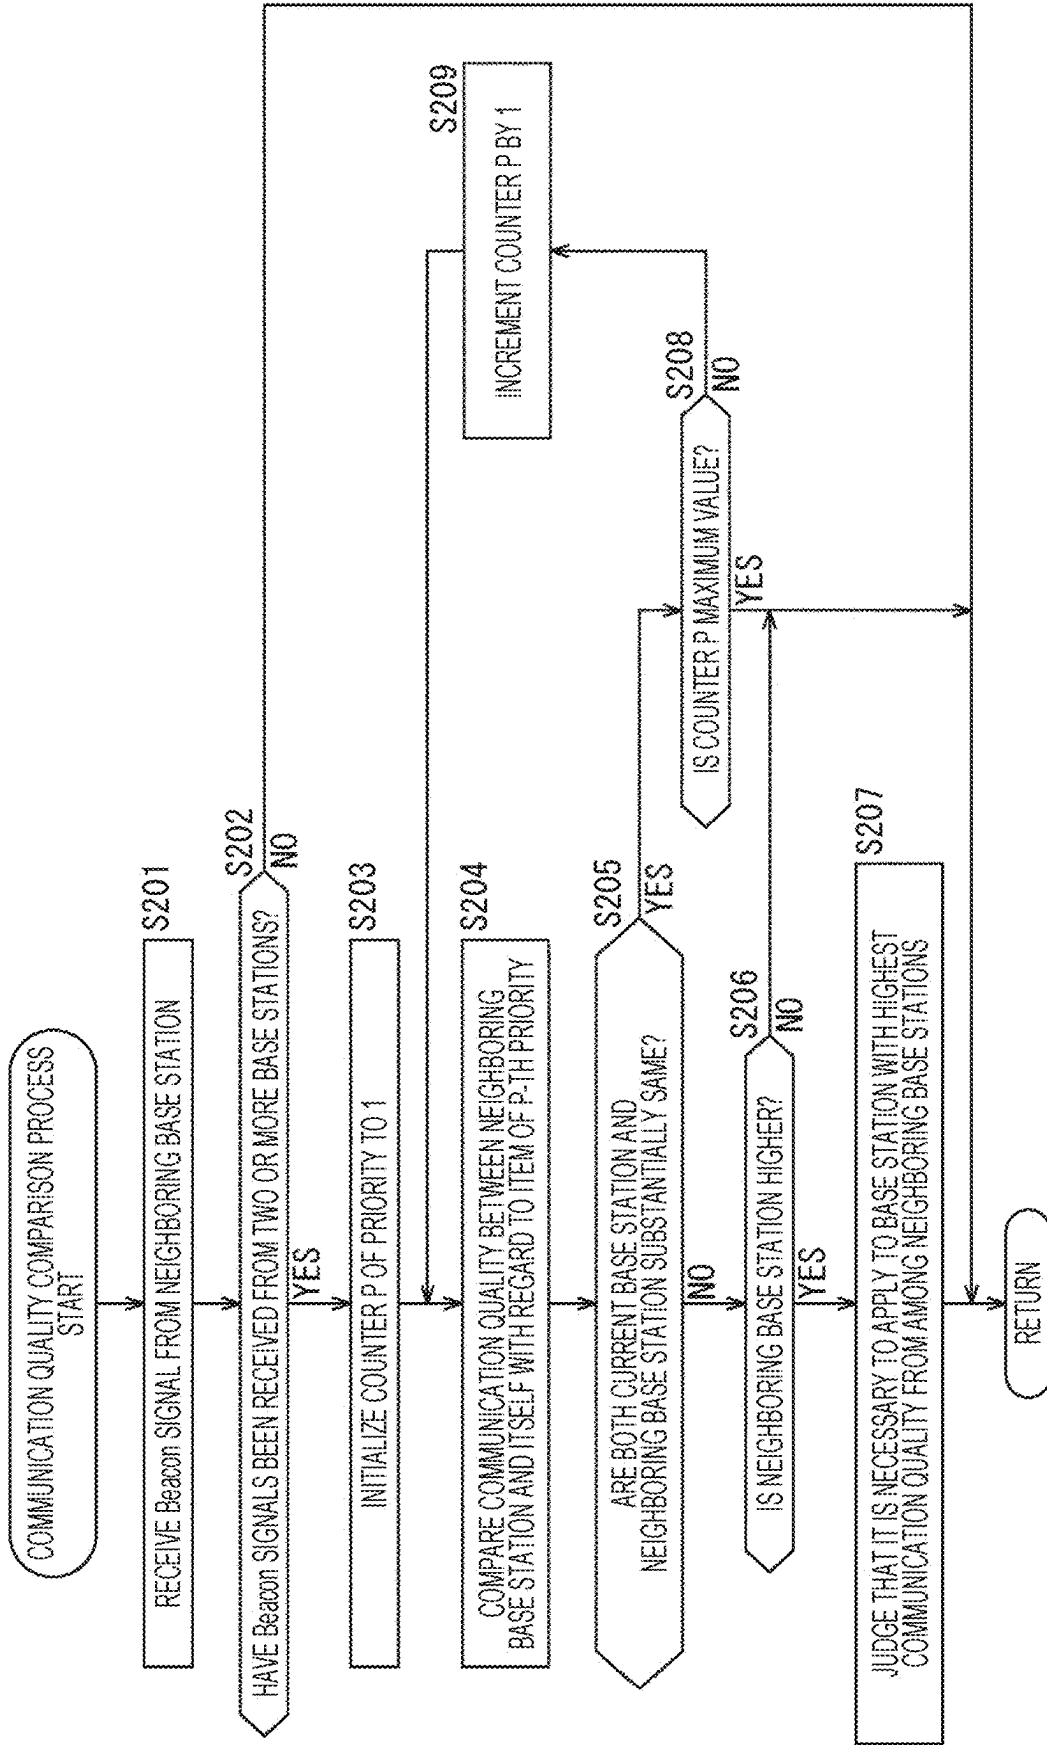 COMMUNICATION QUALITY COMPARISON PROCESS
START
S201
RECEIVE Beacon SIGNAL FROM NEIGHBORING BASE STATION
S202
HAVE Beacon SIGNALS BEEN RECEIVED FROM TWO OR MORE BASE STATIONS?
NO
YES
S203
INITIALIZE COUNTER P OF PRIORITY TO 1
S204
COMPARE COMMUNICATION QUALITY BETWEEN NEIGHBORING
BASE STATION AND ITSELF WITH REGARD TO ITEM OF P-TH PRIORITY
S205
ARE BOTH CURRENT BASE STATION AND
NEIGHBORING BASE STATION SUBSTANTIALLY SAME?
YES
NO
S206
IS NEIGHBORING BASE STATION HIGHER?
NO
YES
S207
JUDGE THAT IT IS NECESSARY TO APPLY TO BASE STATION WITH HIGHEST
COMMUNICATION QUALITY FROM AMONG NEIGHBORING BASE STATIONS
S208
IS COUNTER P MAXIMUM VALUE?
NO
YES
S209
INCREMENT COUNTER P BY 1
RETURN